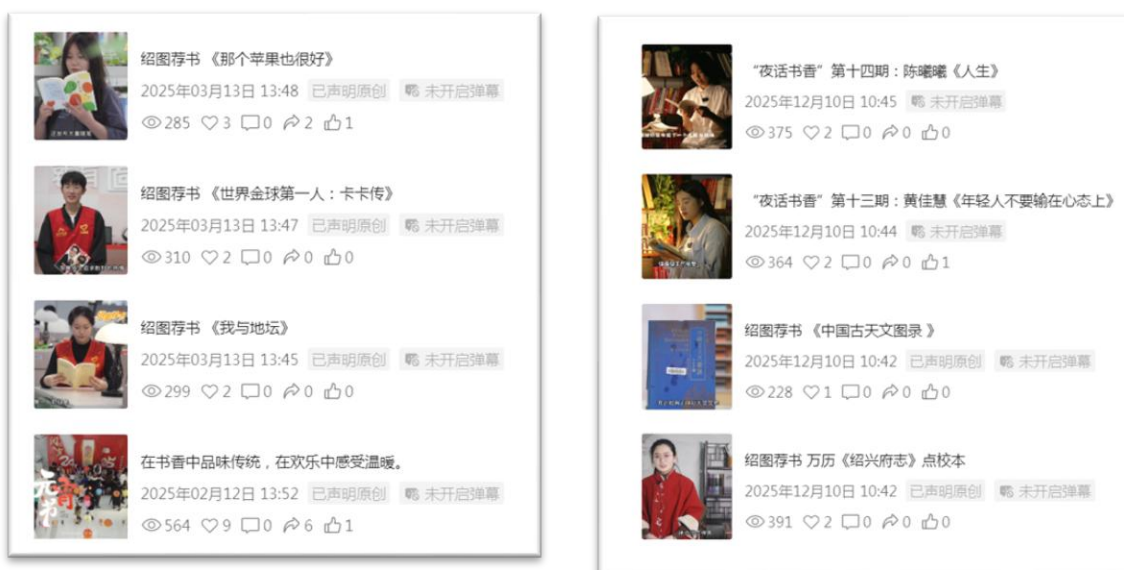 绍图荐书 《那个苹果也很好》
2025年03月13日 13:48 已声明原创 未开启弹幕
285 3 0 2 1
绍图荐书 《世界金球第一人：卡卡传》
2025年03月13日 13:47 已声明原创 未开启弹幕
310 2 0 0 0
绍图荐书 《我与地坛》
2025年03月13日 13:45 已声明原创 未开启弹幕
299 2 0 0 0
在书香中品味传统，在欢乐中感受温暖。
2025年02月12日 13:52 已声明原创 未开启弹幕
564 9 0 6 1
“夜话书香”第十四期：陈曦曦《人生》
2025年12月10日 10:45 未开启弹幕
375 2 0 0 0
“夜话书香”第十三期：黄佳慧《年轻人不要输在心态上》
2025年12月10日 10:44 未开启弹幕
364 2 0 0 1
绍图荐书 《中国古天文图录 》
2025年12月10日 10:42 已声明原创 未开启弹幕
228 1 0 0 0
绍图荐书 万历《绍兴府志》点校本
2025年12月10日 10:42 已声明原创 未开启弹幕
391 2 0 0 0